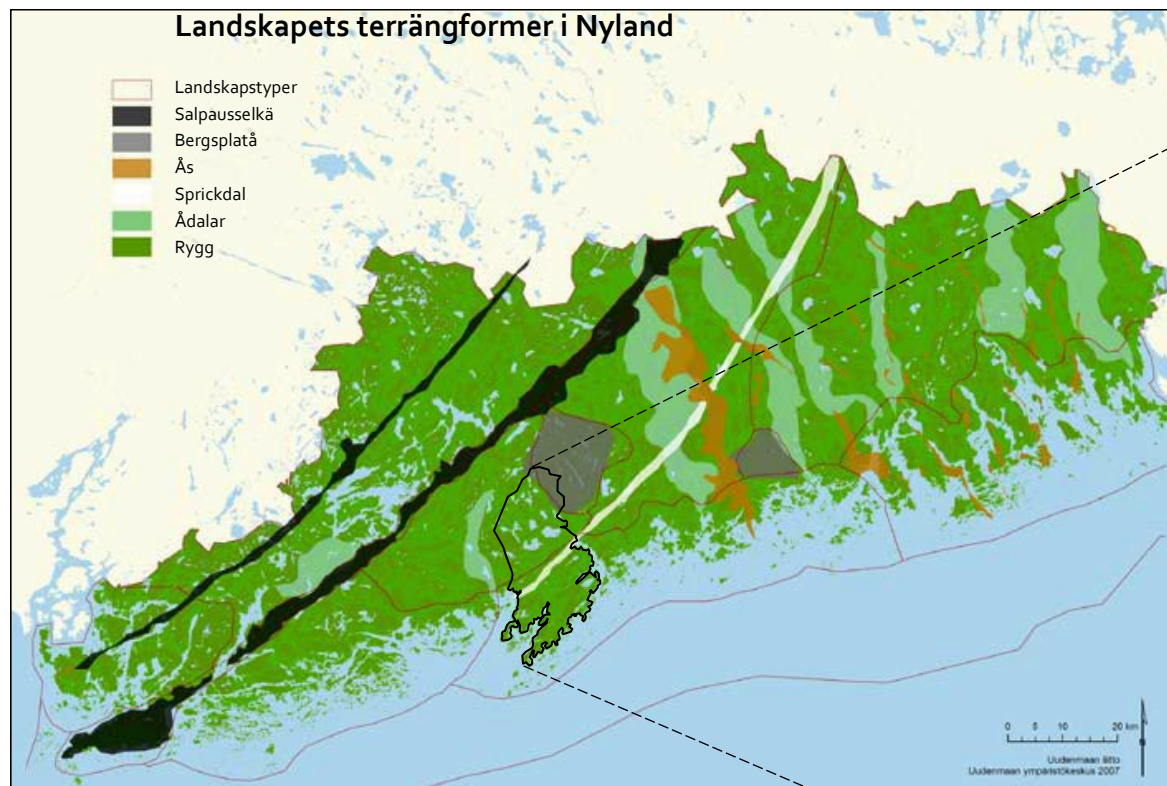 Landskapets terrängformer i Nyland
Landskapstyper
Salpausselkä
Bergsplatå
Ås
Sprickdal
Ådalar
Rygg
0 5 10 20 km
Uudenmaan liitto
Uudenmaan ympäristökeskus 2007